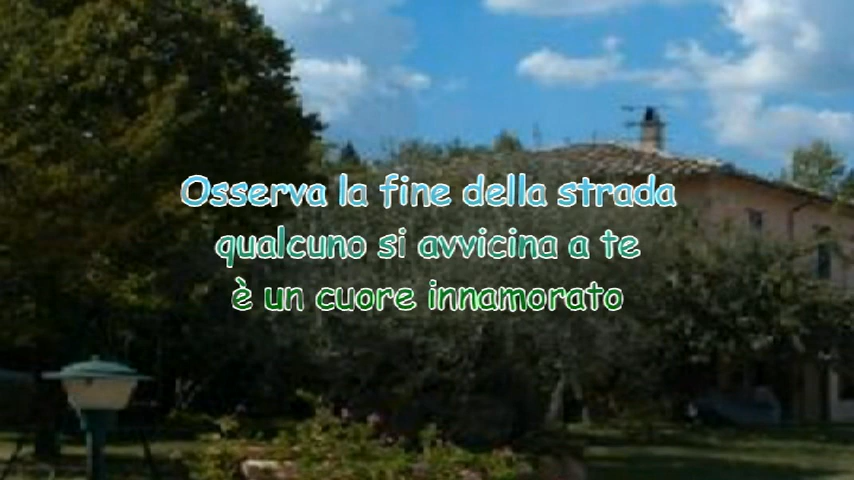 Osserva la fine della strada
qualcuno si avvicina a te
è un cuore innamorato